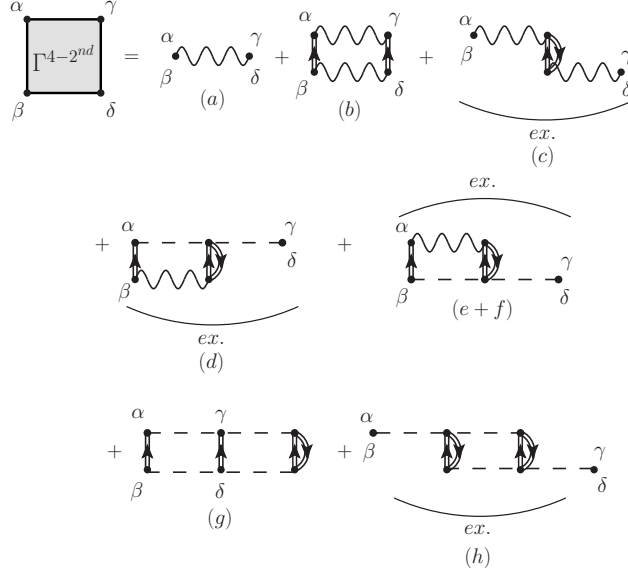 α γ α γ α γ α
Γ^{4−2^{nd}} = + +
β δ β δ β δ β γ δ
(a) (b) ex.
(c)
ex.
α γ α
+ +
β δ β γ δ
ex. (e + f)
(d)
α γ α
+ + β
β δ γ δ
(g) ex.
(h)